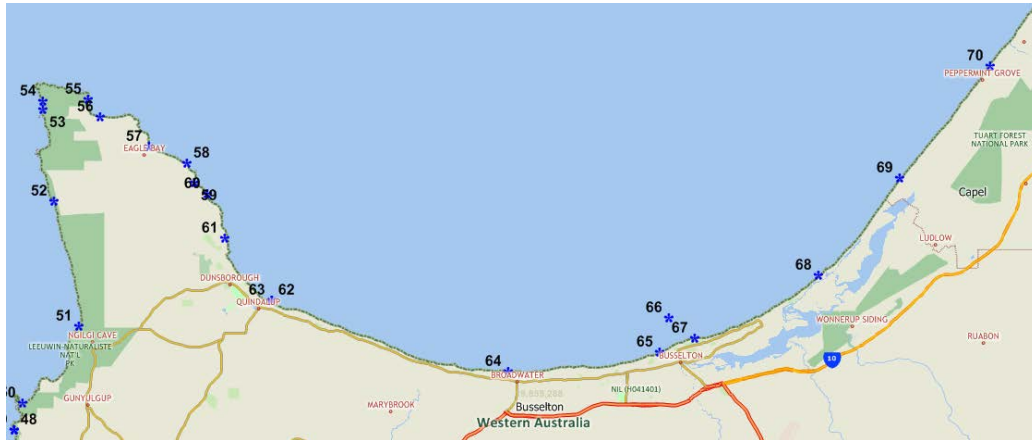 70
PEPPERMINT GROVE
54
55
56
53
TUART FOREST
NATIONAL PARK
57
EAGLE BAY
58
69
60
59
52
Capel
61
LUDLOW
DUNSBOROUGH
68
63
62
QUINDALUP
66
51
WONNERUP SIDING
NGILGI CAVE
67
RUABON
LEEUWIN-NATURALISTE
NAT'L
PK
65
BUSSELTON
10
64
BROADWATER
NIL (H041401)
50
GUNYULGUP
MARYBROOK
Busselton
48
Western Australia